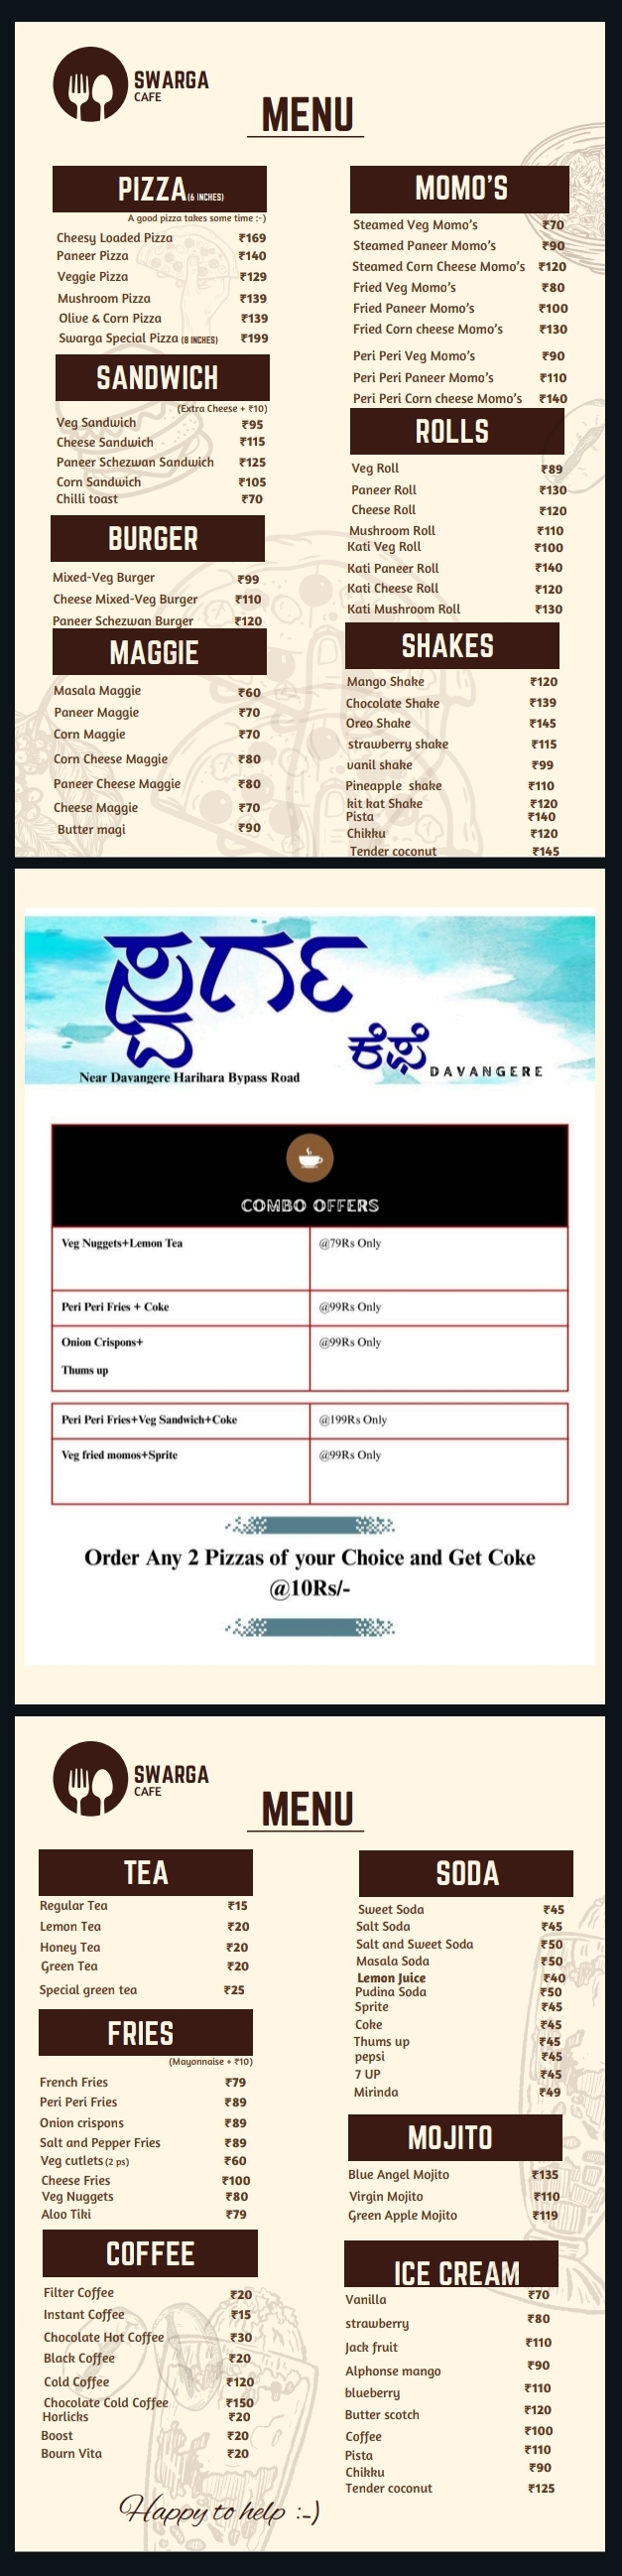 SWARGA
CAFE
MENU
PIZZA(6 INCHES)
A good pizza takes some time :-)
Cheesy Loaded Pizza ₹169
Paneer Pizza ₹140
Veggie Pizza ₹129
Mushroom Pizza ₹139
Olive & Corn Pizza ₹139
Swarga Special Pizza (8 INCHES) ₹199
SANDWICH
(Extra Cheese + ₹10)
Veg Sandwich ₹95
Cheese Sandwich ₹115
Paneer Schezwan Sandwich ₹125
Corn Sandwich ₹105
Chilli toast ₹70
BURGER
Mixed-Veg Burger ₹99
Cheese Mixed-Veg Burger ₹110
Paneer Schezwan Burger ₹120
MAGGIE
Masala Maggie ₹60
Paneer Maggie ₹70
Corn Maggie ₹70
Corn Cheese Maggie ₹80
Paneer Cheese Maggie ₹80
Cheese Maggie ₹70
Butter magi ₹90
MOMO'S
Steamed Veg Momo's ₹70
Steamed Paneer Momo's ₹90
Steamed Corn Cheese Momo's ₹120
Fried Veg Momo's ₹80
Fried Paneer Momo's ₹100
Fried Corn cheese Momo's ₹130
Peri Peri Veg Momo's ₹90
Peri Peri Paneer Momo's ₹110
Peri Peri Corn cheese Momo's ₹140
ROLLS
Veg Roll ₹89
Paneer Roll ₹130
Cheese Roll ₹120
Mushroom Roll ₹110
Kati Veg Roll ₹100
Kati Paneer Roll ₹140
Kati Cheese Roll ₹120
Kati Mushroom Roll ₹130
SHAKES
Mango Shake ₹120
Chocolate Shake ₹139
Oreo Shake ₹145
strawberry shake ₹115
vanil shake ₹99
Pineapple shake ₹110
kit kat Shake ₹120
Pista ₹140
Chikku ₹120
Tender coconut ₹145
ಸ್ವರ್ಗ
ಕೆಫೆ
DAVANGERE
Near Davangere Harihara Bypass Road
COMBO OFFERS
Veg Nuggets+Lemon Tea @79Rs Only
Peri Peri Fries + Coke @99Rs Only
Onion Crispons+ @99Rs Only
Thums up
Peri Peri Fries+Veg Sandwich+Coke @199Rs Only
Veg fried momos+Sprite @99Rs Only
Order Any 2 Pizzas of your Choice and Get Coke
@10Rs/-
SWARGA
CAFE
MENU
TEA
Regular Tea ₹15
Lemon Tea ₹20
Honey Tea ₹20
Green Tea ₹20
Special green tea ₹25
FRIES
(Mayonnaise + ₹10)
French Fries ₹79
Peri Peri Fries ₹89
Onion crispons ₹89
Salt and Pepper Fries ₹89
Veg cutlets (2 ps) ₹60
Cheese Fries ₹100
Veg Nuggets ₹80
Aloo Tiki ₹79
COFFEE
Filter Coffee ₹20
Instant Coffee ₹15
Chocolate Hot Coffee ₹30
Black Coffee ₹20
Cold Coffee ₹120
Chocolate Cold Coffee ₹150
Horlicks ₹20
Boost ₹20
Bourn Vita ₹20
SODA
Sweet Soda ₹45
Salt Soda ₹45
Salt and Sweet Soda ₹50
Masala Soda ₹50
Lemon Juice ₹40
Pudina Soda ₹50
Sprite ₹45
Coke ₹45
Thums up ₹45
pepsi ₹45
7 UP ₹45
Mirinda ₹49
MOJITO
Blue Angel Mojito ₹135
Virgin Mojito ₹110
Green Apple Mojito ₹119
ICE CREAM
Vanilla ₹70
strawberry ₹80
Jack fruit ₹110
Alphonse mango ₹90
blueberry ₹110
Butter scotch ₹120
Coffee ₹100
Pista ₹110
Chikku ₹90
Tender coconut ₹125
Happy to help :-)